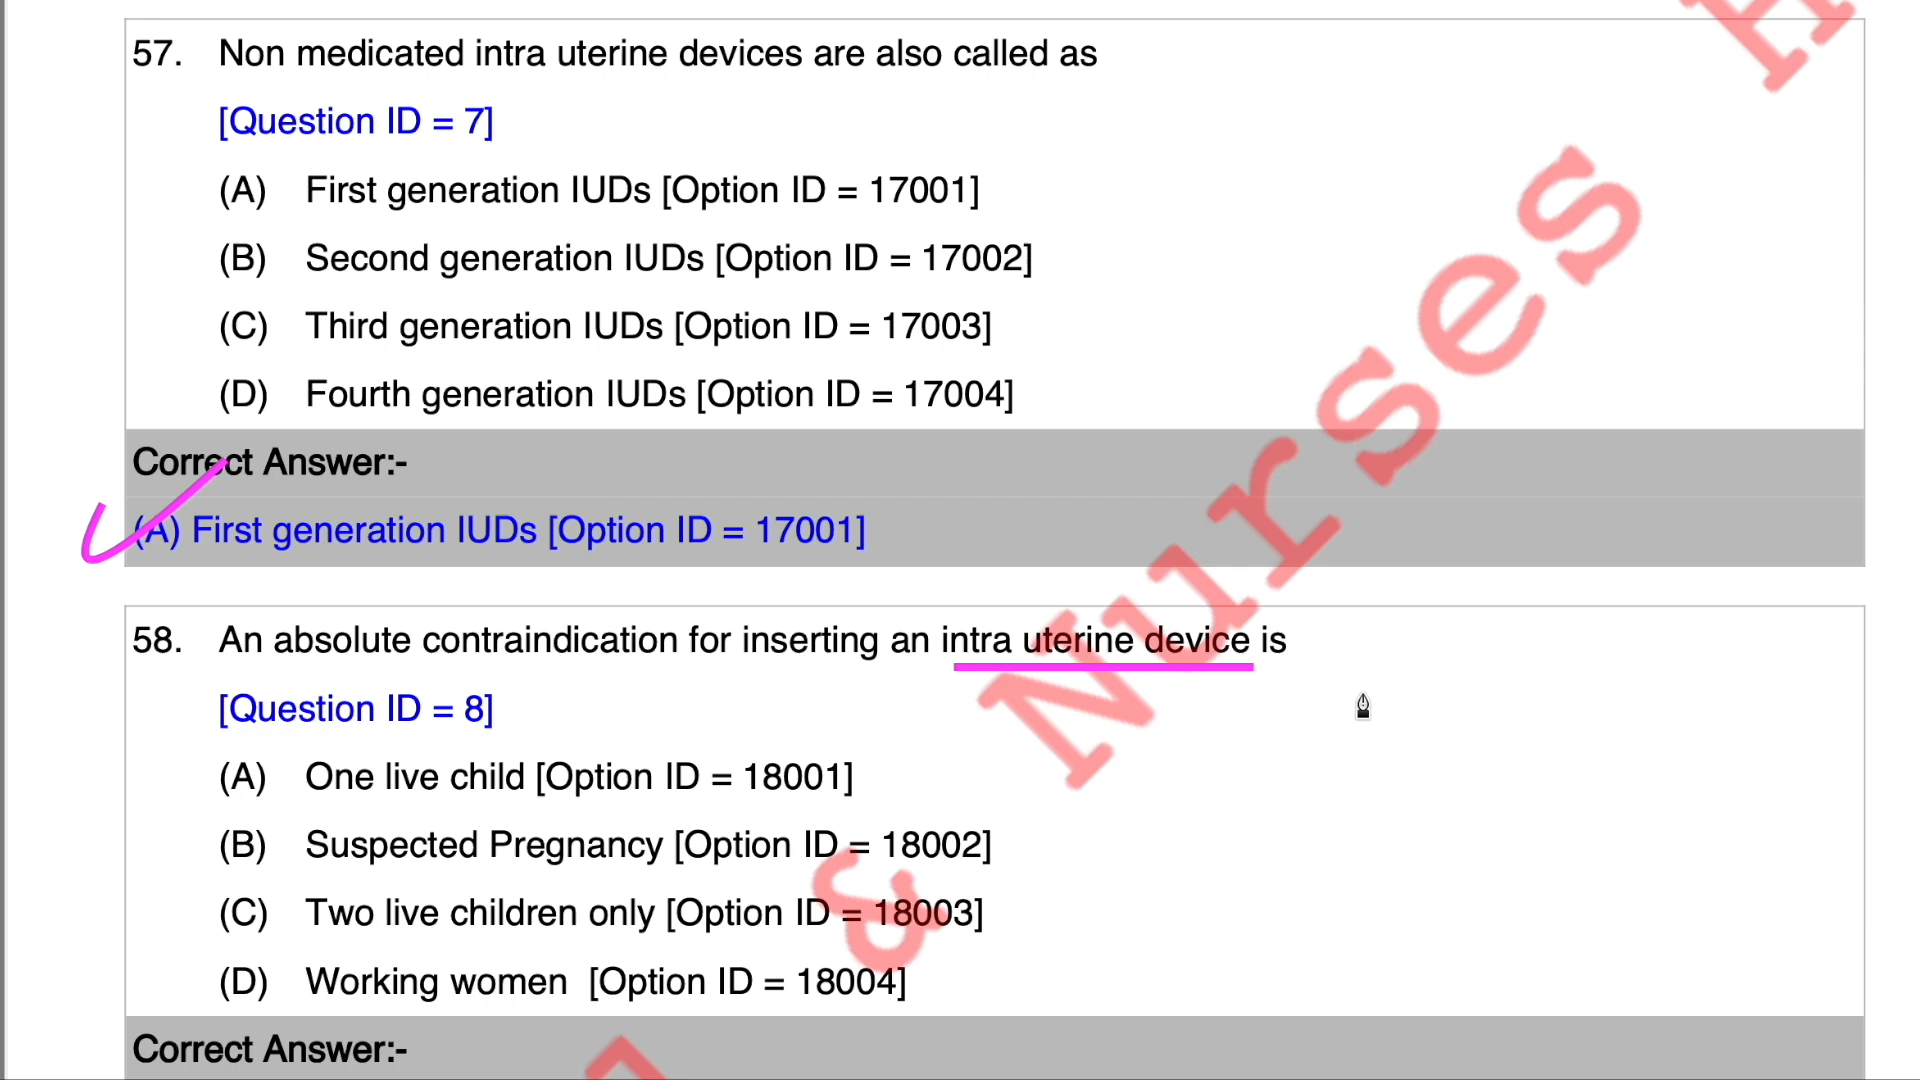 57. Non medicated intra uterine devices are also called as
[Question ID = 7]
(A) First generation IUDs [Option ID = 17001]
(B) Second generation IUDs [Option ID = 17002]
(C) Third generation IUDs [Option ID = 17003]
(D) Fourth generation IUDs [Option ID = 17004]
Correct Answer:-
(A) First generation IUDs [Option ID = 17001]
58. An absolute contraindication for inserting an intra uterine device is
[Question ID = 8]
(A) One live child [Option ID = 18001]
(B) Suspected Pregnancy [Option ID = 18002]
(C) Two live children only [Option ID = 18003]
(D) Working women [Option ID = 18004]
Correct Answer:-
& Nurses